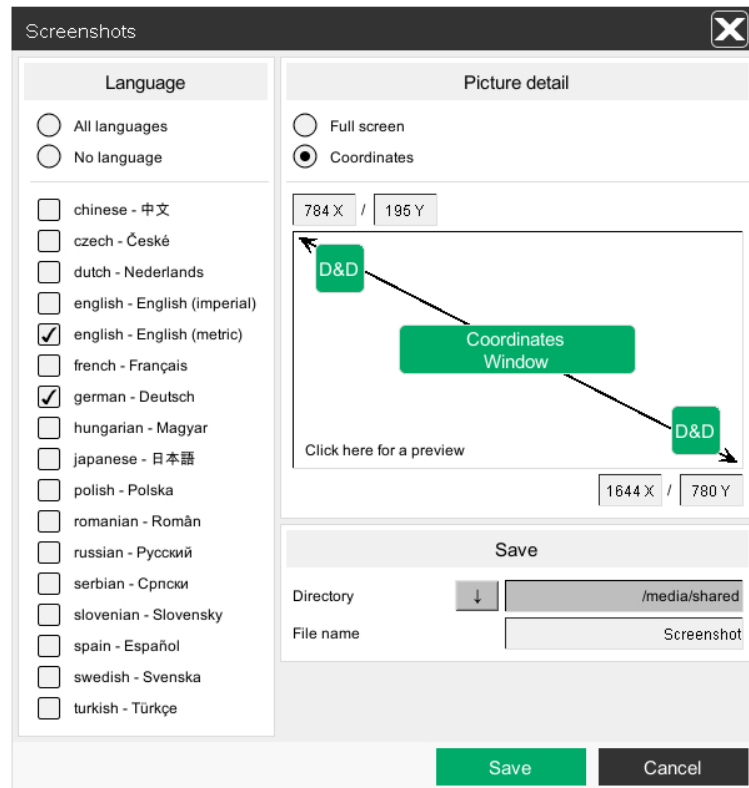 Screenshots
Language
All languages
No language
chinese - 中文
czech - České
dutch - Nederlands
english - English (imperial)
english - English (metric)
french - Français
german - Deutsch
hungarian - Magyar
japanese - 日本語
polish - Polska
romanian - Român
russian - Русский
serbian - Српски
slovenian - Slovensky
spain - Español
swedish - Svenska
turkish - Türkçe
Picture detail
Full screen
Coordinates
784 X / 195 Y
D&D
Coordinates
Window
D&D
Click here for a preview
1644 X / 780 Y
Save
Directory ↓ /media/shared
File name Screenshot
Save Cancel